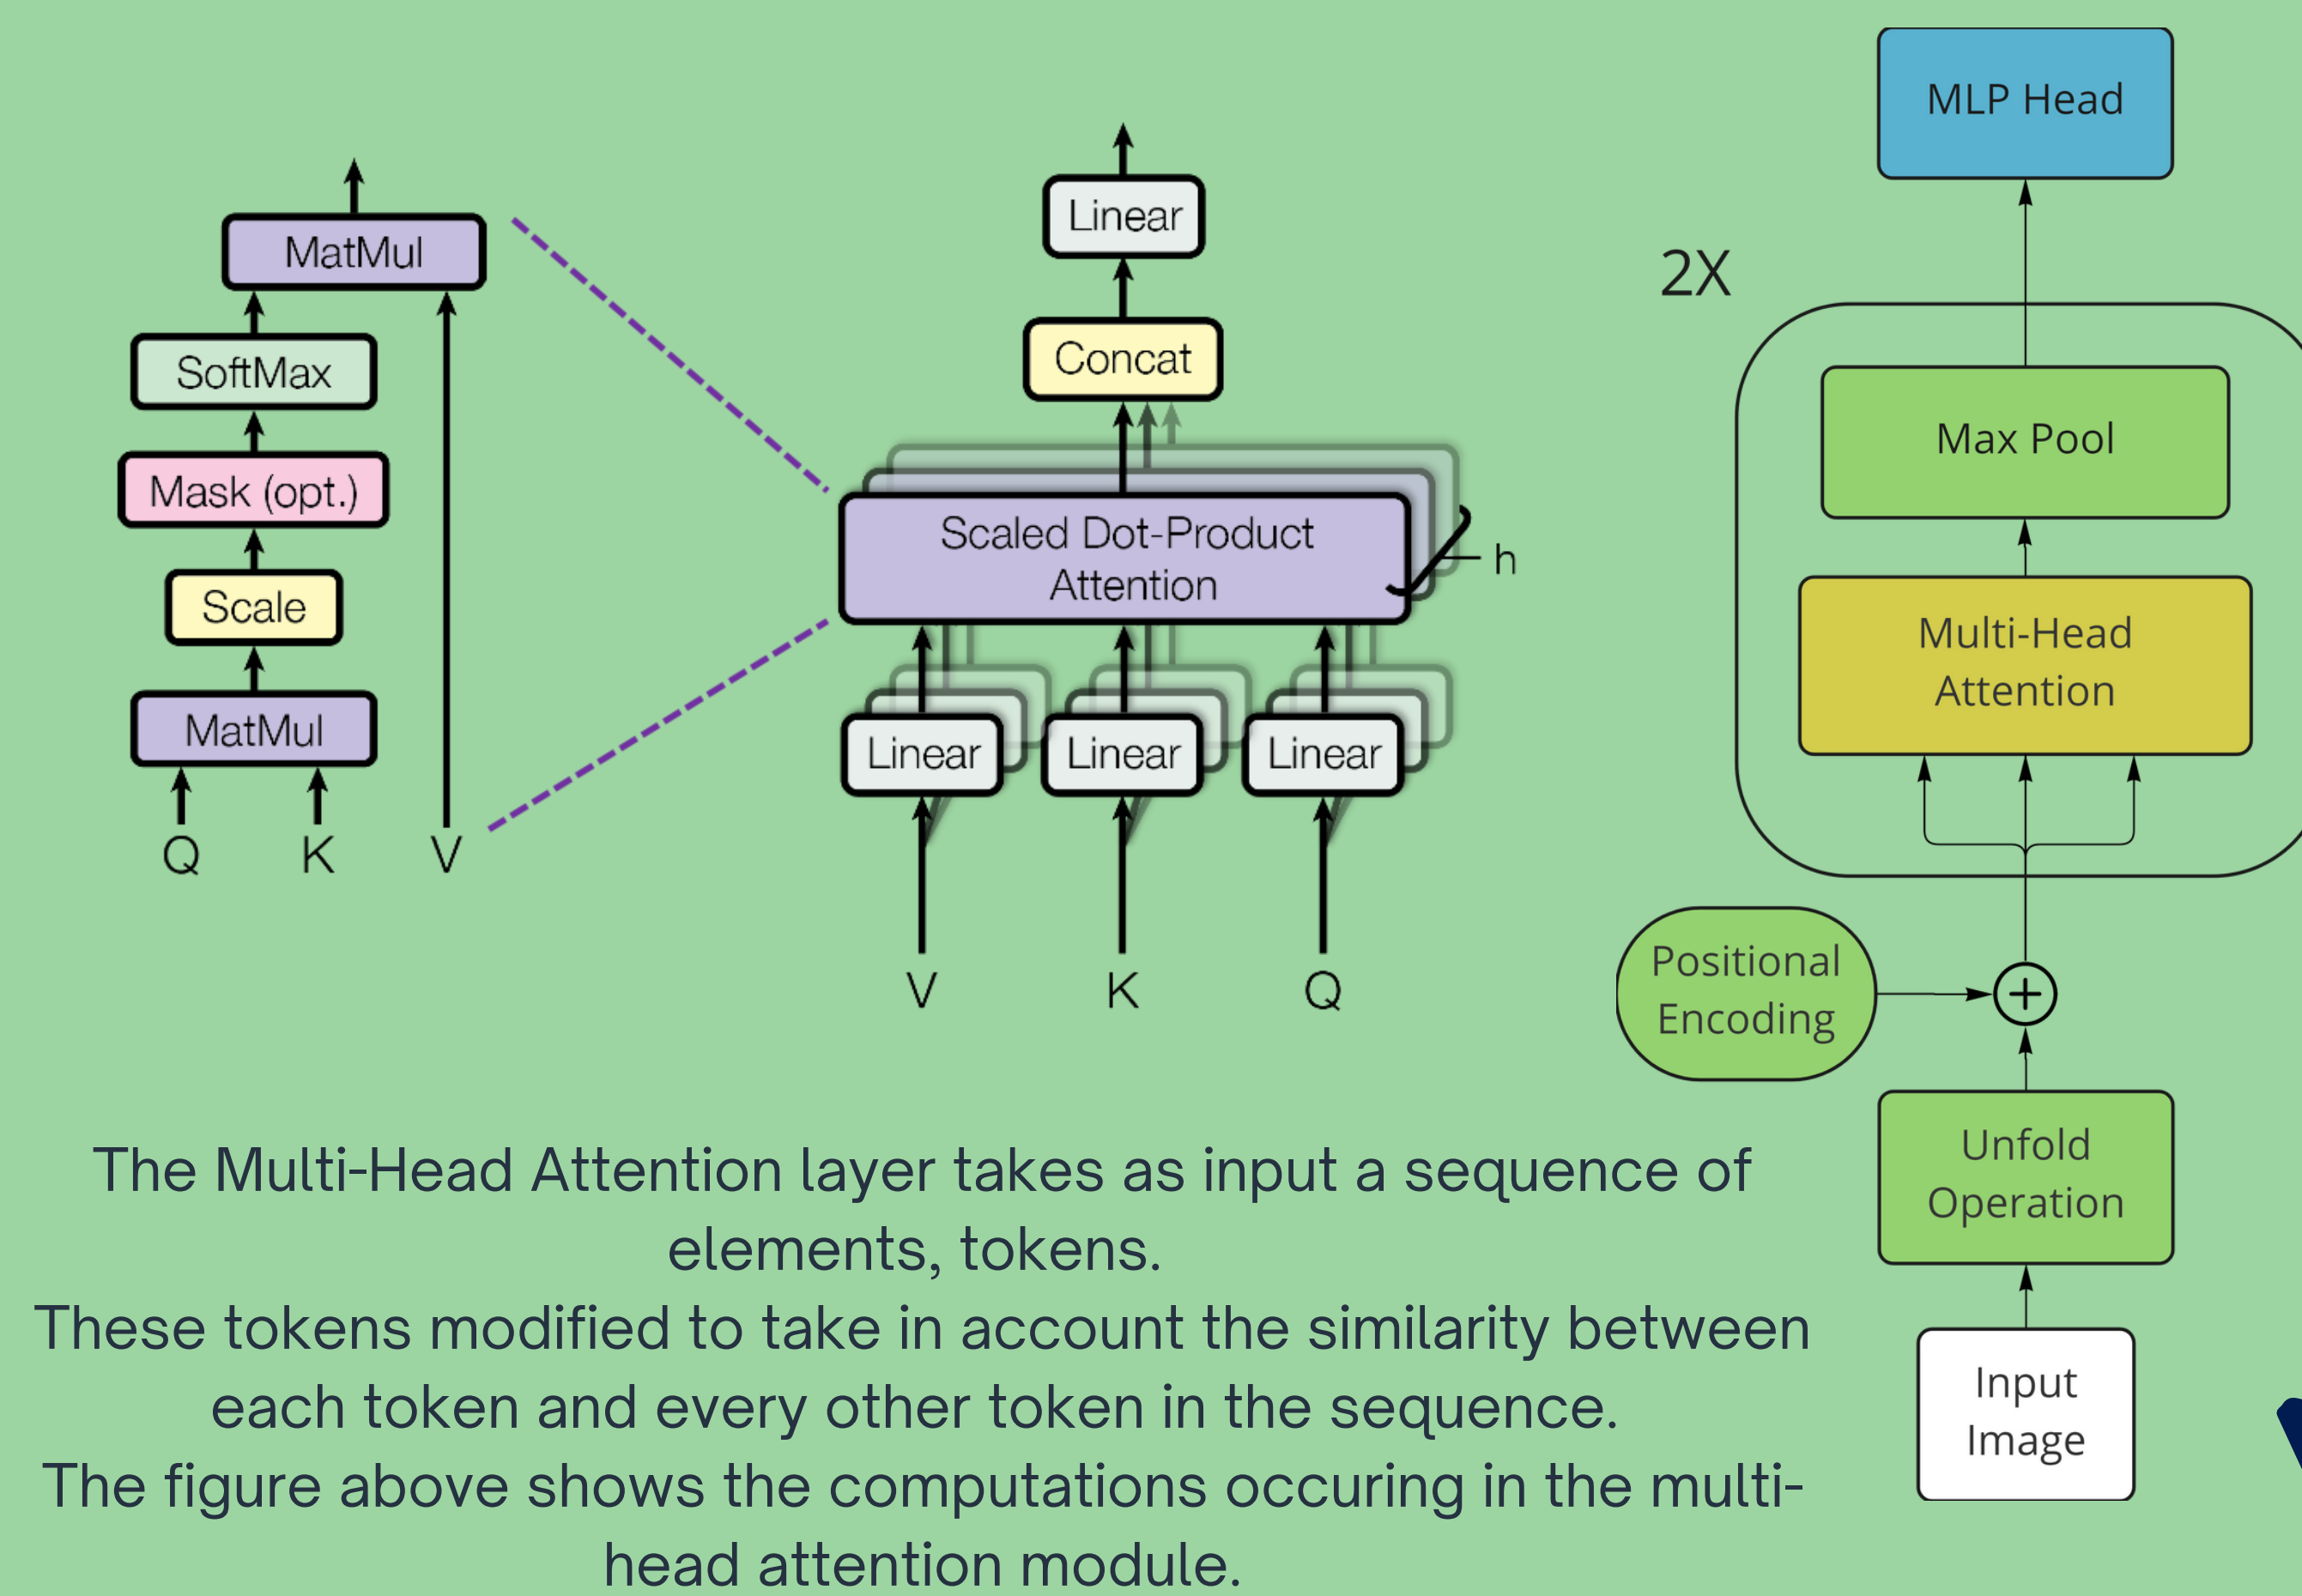 MatMul
SoftMax
Mask (opt.)
Scale
MatMul
Q K V
Linear
Concat
Scaled Dot-Product
Attention
h
Linear Linear Linear
V K Q
MLP Head
2X
Max Pool
Multi-Head
Attention
Positional
Encoding
+
Unfold
Operation
Input
Image
The Multi-Head Attention layer takes as input a sequence of
elements, tokens.
These tokens modified to take in account the similarity between
each token and every other token in the sequence.
The figure above shows the computations occuring in the multi-
head attention module.